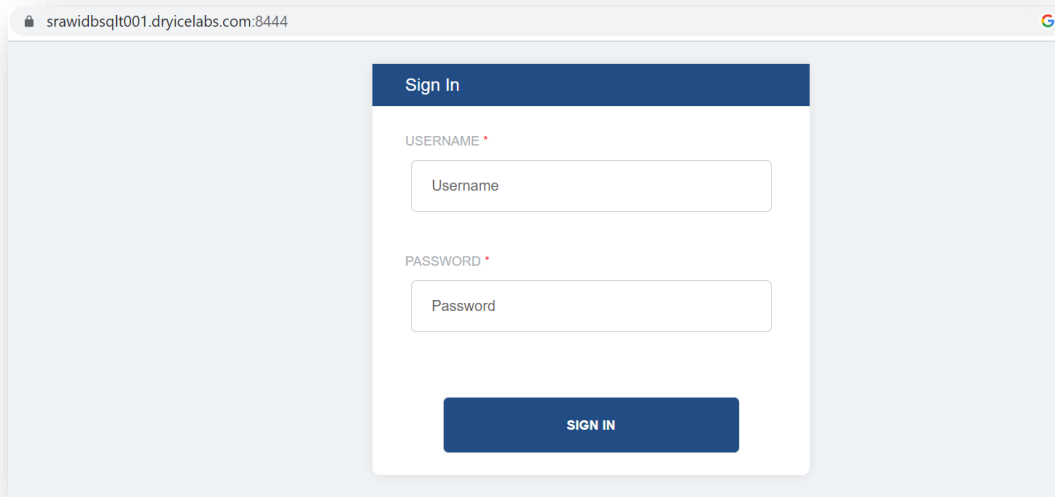 srawidbsqlt001.dryicelabs.com:8444
Sign In
USERNAME *
Username
PASSWORD *
Password
SIGN IN